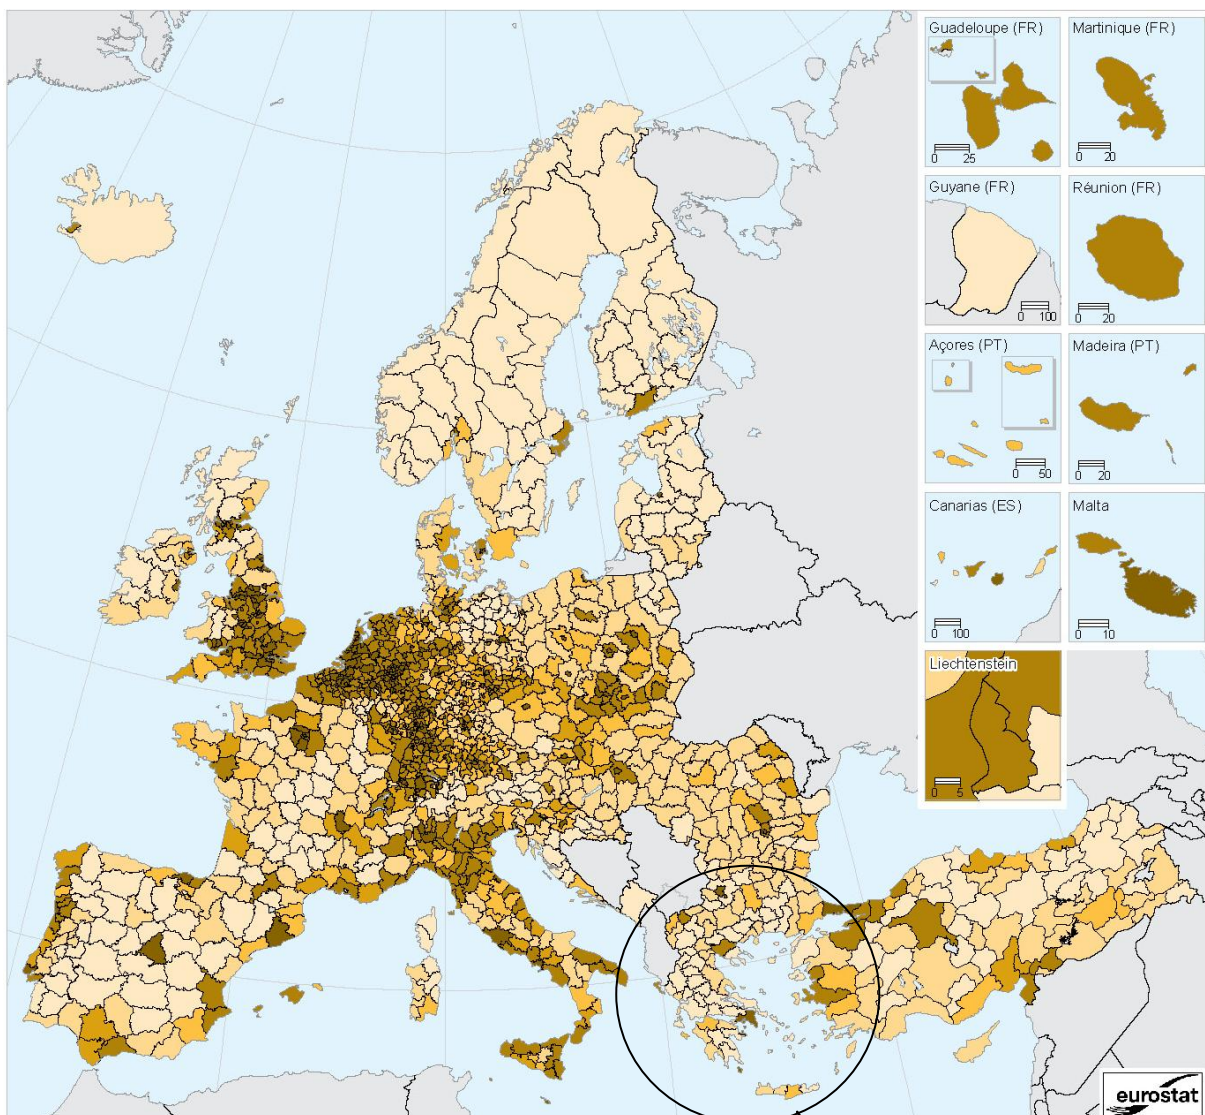 Guadeloupe (FR)
0 25
Martinique (FR)
0 20
Guyane (FR)
0 100
Réunion (FR)
0 20
Açores (PT)
0 50
Madeira (PT)
0 20
Canarias (ES)
0 100
Malta
0 10
Liechtenstein
0 5
eurostat